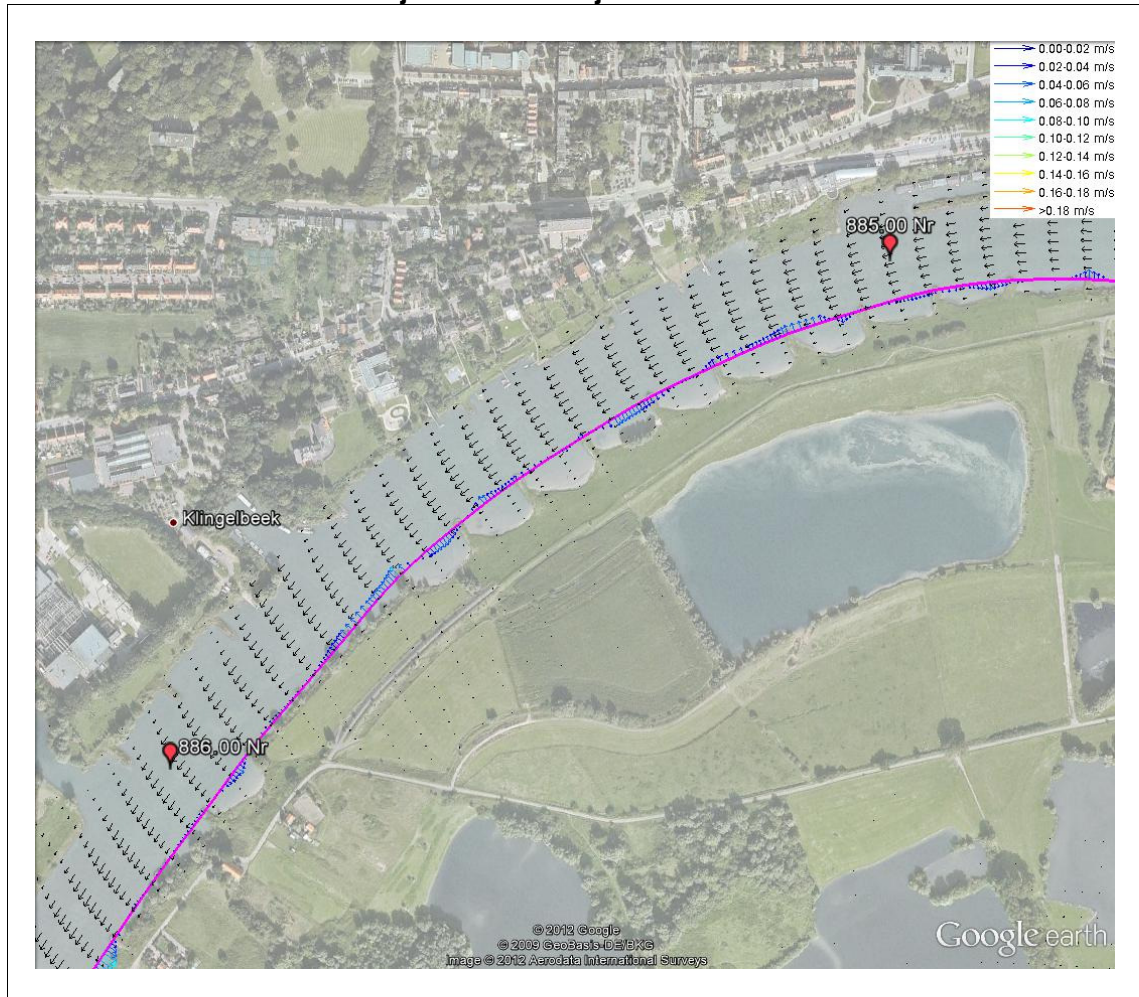 0.00-0.02 m/s
0.02-0.04 m/s
0.04-0.06 m/s
0.06-0.08 m/s
0.08-0.10 m/s
0.10-0.12 m/s
0.12-0.14 m/s
0.14-0.16 m/s
0.16-0.18 m/s
>0.18 m/s
885.00 Nr
Klingelbeek
886.00 Nr
© 2012 Google
© 2009 GeoBasis-DE/BKG
Image © 2012 Aerodata International Surveys
Google earth